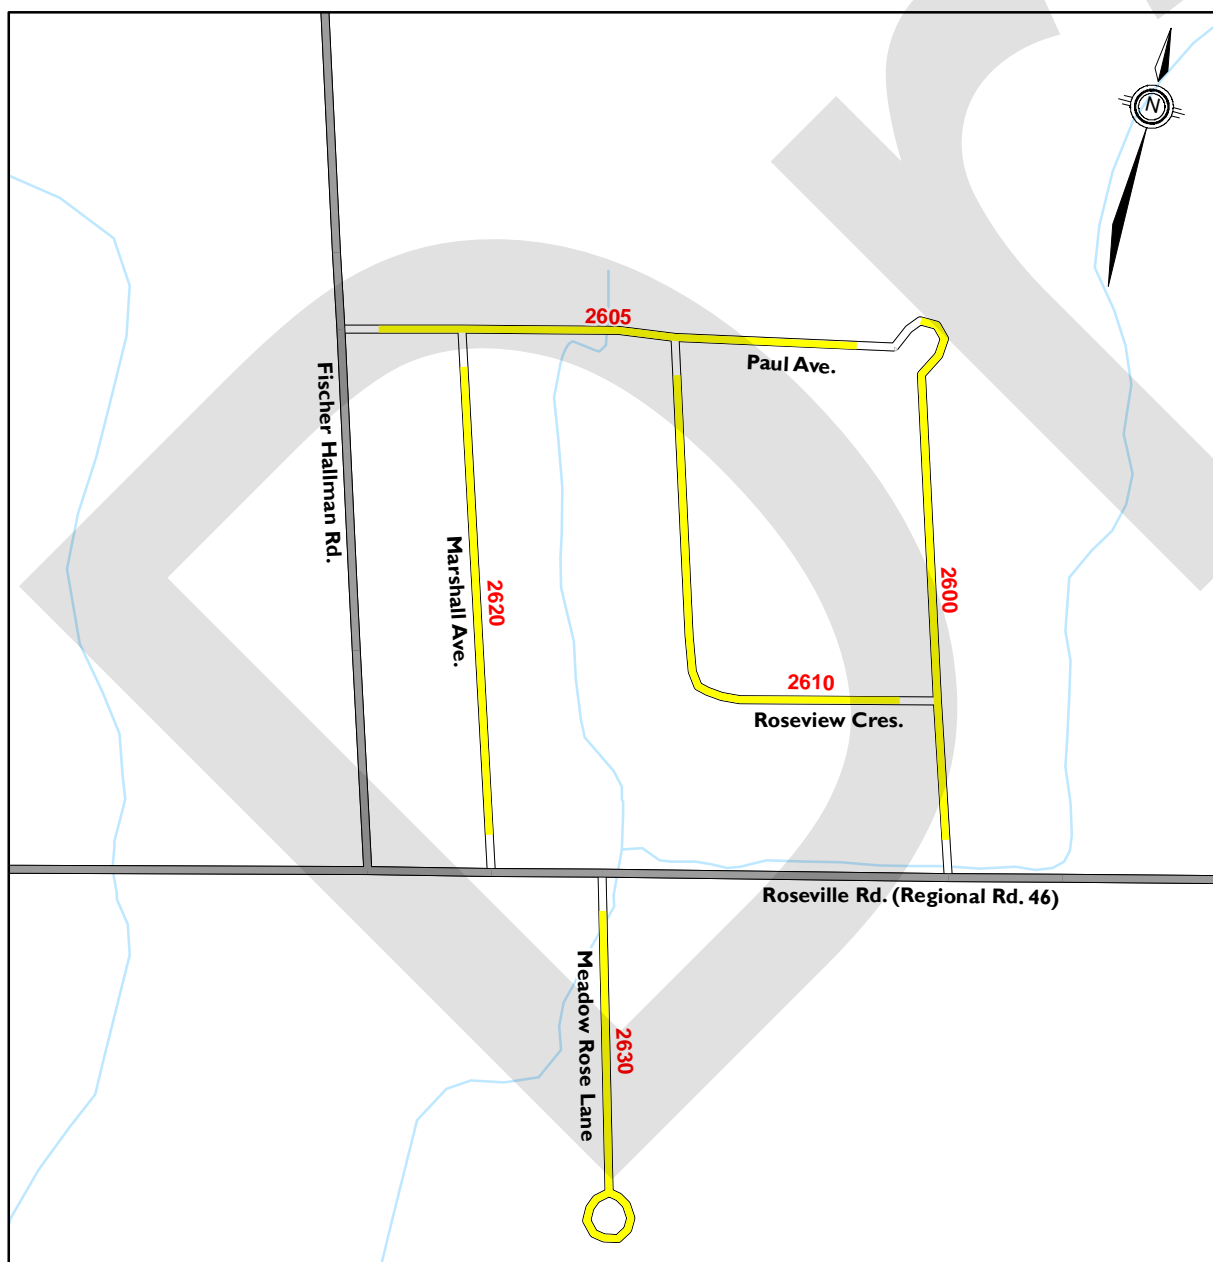 N
2605
Paul Ave.
Fischer Hallman Rd.
Marshall Ave.
2620
2600
2610
Roseview Cres.
Roseville Rd. (Regional Rd. 46)
Meadow Rose Lane
2630